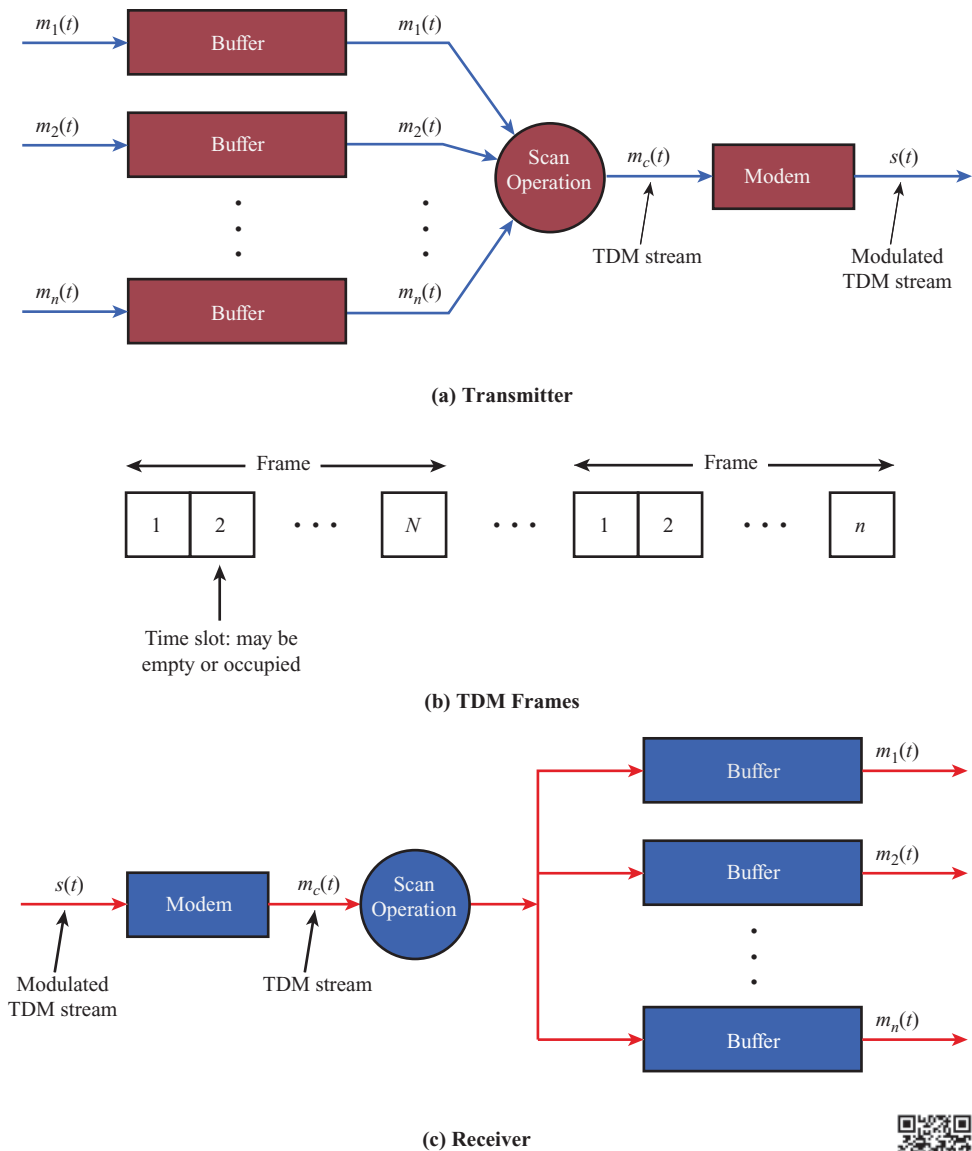 m1(t) Buffer m1(t)
m2(t) Buffer m2(t)
Scan
Operation
mc(t) Modem s(t)
TDM stream
Modulated
TDM stream
mn(t) Buffer mn(t)
(a) Transmitter
Frame Frame
1 2 • • • N • • • 1 2 • • • n
Time slot: may be
empty or occupied
(b) TDM Frames
Buffer m1(t)
Buffer m2(t)
s(t) Modem mc(t)
Scan
Operation
Modulated
TDM stream
TDM stream
Buffer mn(t)
(c) Receiver